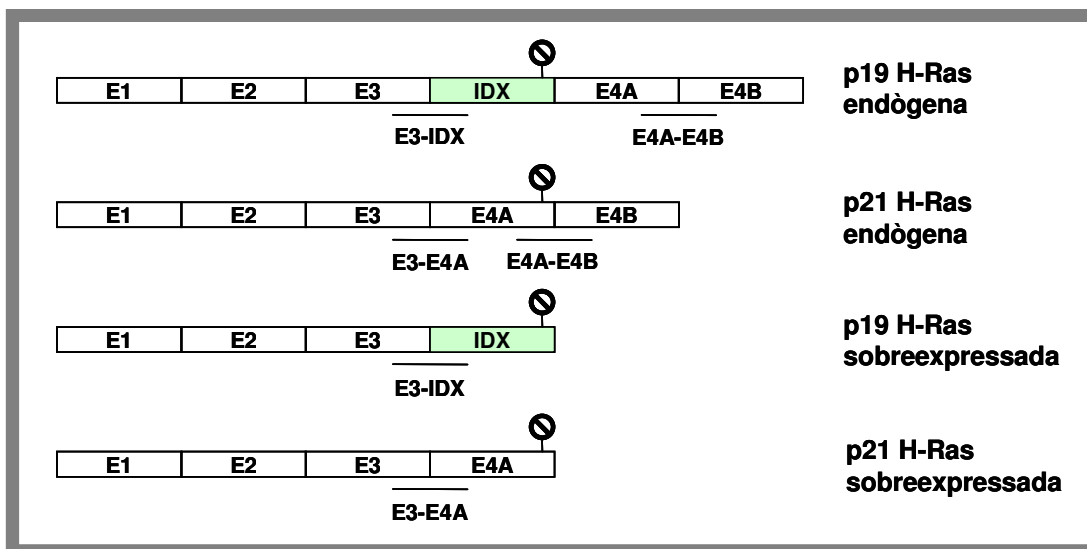 E1 E2 E3 IDX E4A E4B
p19 H-Ras
endògena
E3-IDX E4A-E4B
E1 E2 E3 E4A E4B
p21 H-Ras
endògena
E3-E4A E4A-E4B
E1 E2 E3 IDX
p19 H-Ras
sobreexpressada
E3-IDX
E1 E2 E3 E4A
p21 H-Ras
sobreexpressada
E3-E4A